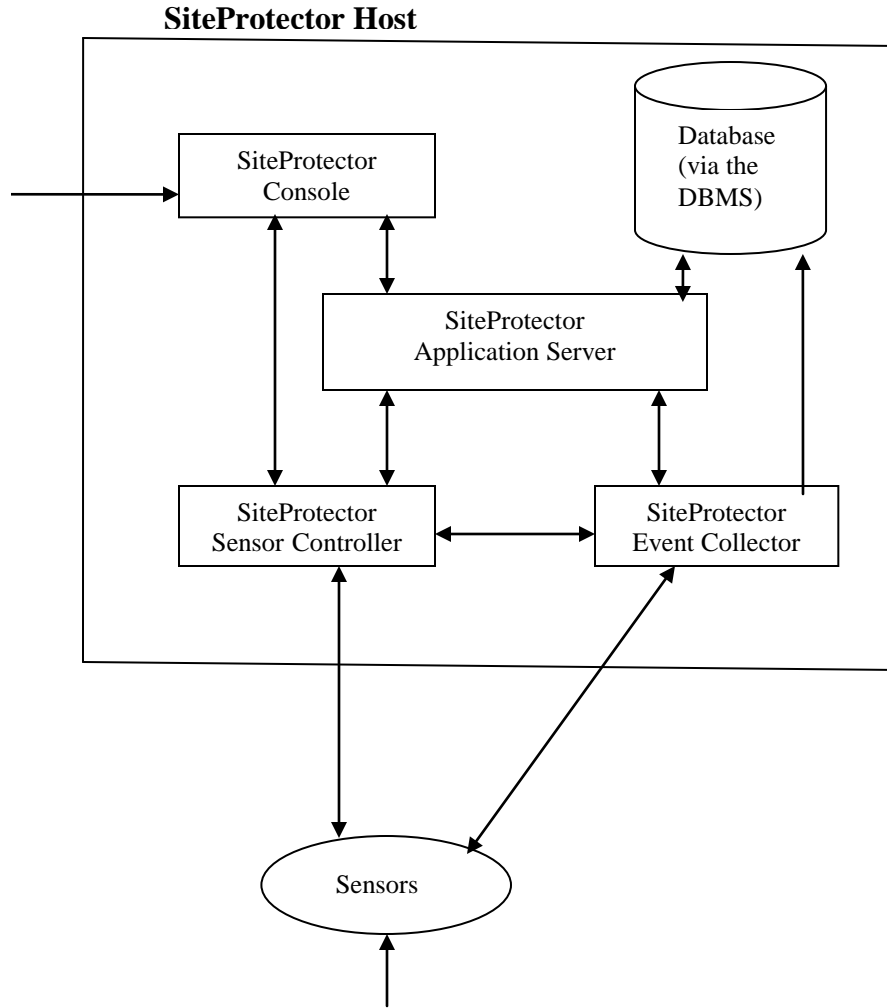 SiteProtector Host
SiteProtector
Console
Database
(via the
DBMS)
SiteProtector
Application Server
SiteProtector
Sensor Controller
SiteProtector
Event Collector
Sensors